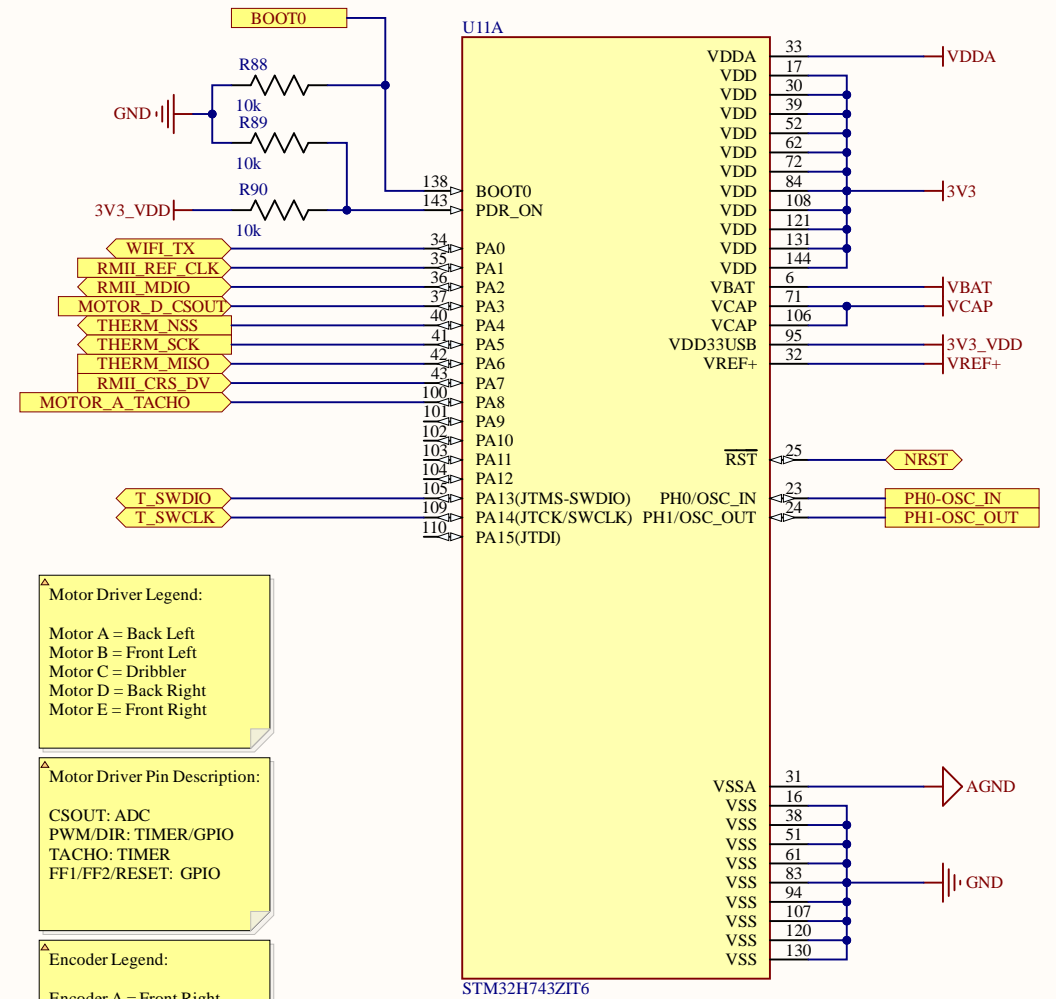 BOOT0
U11A
R88
10k
GND
R89
10k
R90
3V3_VDD
10k
138 BOOT0
143 PDR_ON
WIFI_TX 34 PA0
RMII_REF_CLK 35 PA1
RMII_MDIO 36 PA2
MOTOR_D_CSOUT 37 PA3
THERM_NSS 40 PA4
THERM_SCK 41 PA5
THERM_MISO 42 PA6
RMII_CRS_DV 43 PA7
MOTOR_A_TACHO 100 PA8
101 PA9
102 PA10
103 PA11
104 PA12
T_SWDIO 105 PA13(JTMS-SWDIO)
T_SWCLK 109 PA14(JTCK/SWCLK)
110 PA15(JTDI)
VDDA 33 VDDA
VDD 17
VDD 30
VDD 39
VDD 52
VDD 62
VDD 72
VDD 84 3V3
VDD 108
VDD 121
VDD 131
VDD 144
VBAT 6 VBAT
VCAP 71 VCAP
VCAP 106
VDD33USB 95 3V3_VDD
VREF+ 32 VREF+
RST 25 NRST
PH0/OSC_IN 23 PH0-OSC_IN
PH1/OSC_OUT 24 PH1-OSC_OUT
VSSA 31 AGND
VSS 16
VSS 38
VSS 51
VSS 61
VSS 83 GND
VSS 94
VSS 107
VSS 120
VSS 130
STM32H743ZIT6
Motor Driver Legend:
Motor A = Back Left
Motor B = Front Left
Motor C = Dribbler
Motor D = Back Right
Motor E = Front Right
Motor Driver Pin Description:
CSOUT: ADC
PWM/DIR: TIMER/GPIO
TACHO: TIMER
FF1/FF2/RESET: GPIO
Encoder Legend:
Encoder A = Front Right